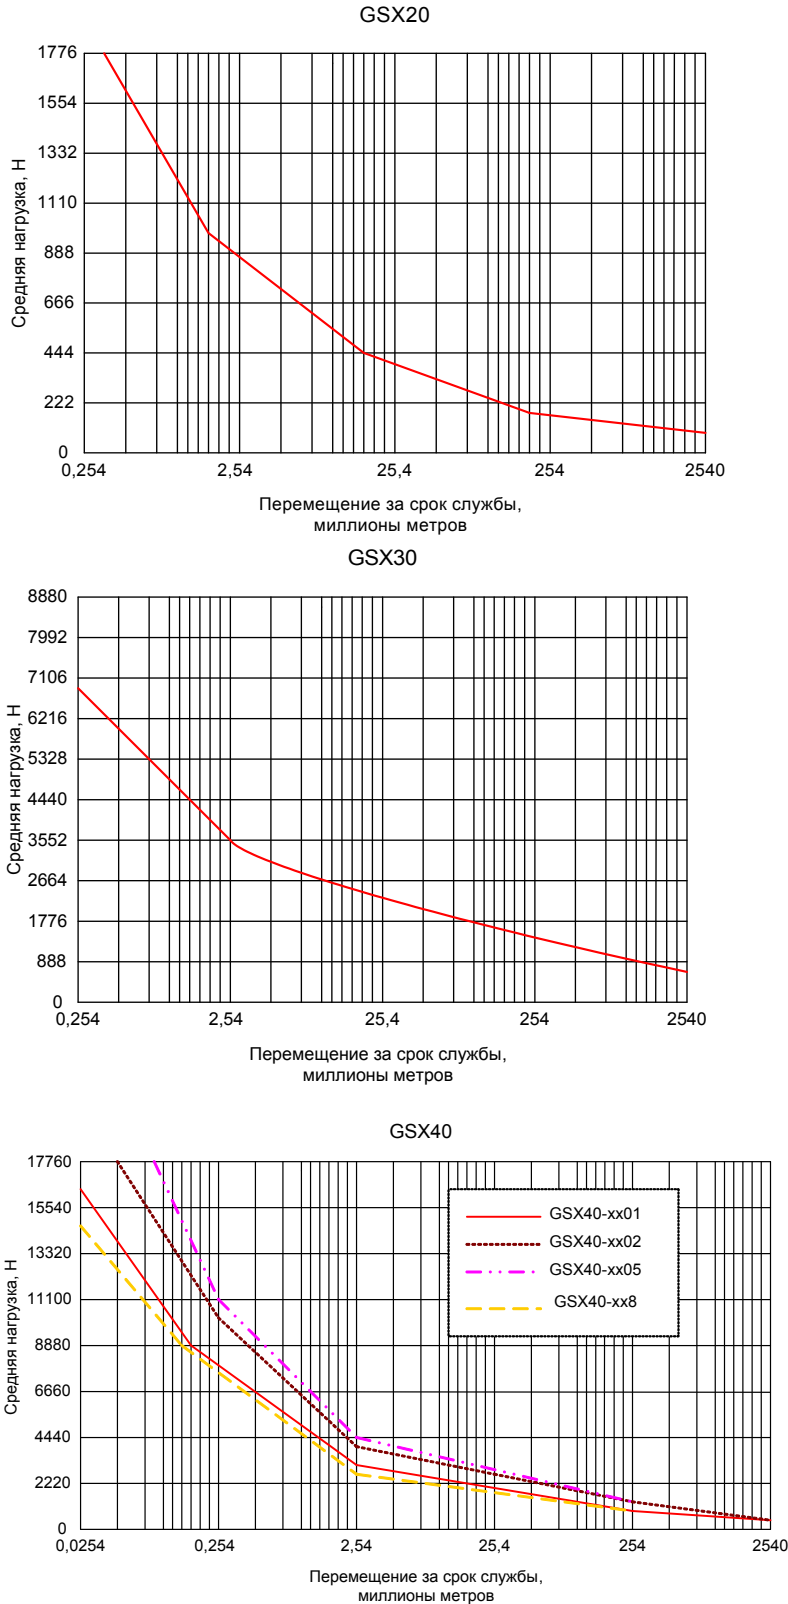 GSX20
1776
1554
1332
1110
888
666
444
222
0
Средняя нагрузка, Н
0,254 2,54 25,4 254 2540
Перемещение за срок службы,
миллионы метров
GSX30
8880
7992
7106
6216
5328
4440
3552
2664
1776
888
0
Средняя нагрузка, Н
0,254 2,54 25,4 254 2540
Перемещение за срок службы,
миллионы метров
GSX40
17760
15540
13320
11100
8880
6660
4440
2220
0
Средняя нагрузка, Н
GSX40-xx01
GSX40-xx02
GSX40-xx05
GSX40-xx8
0,0254 0,254 2,54 25,4 254 2540
Перемещение за срок службы,
миллионы метров